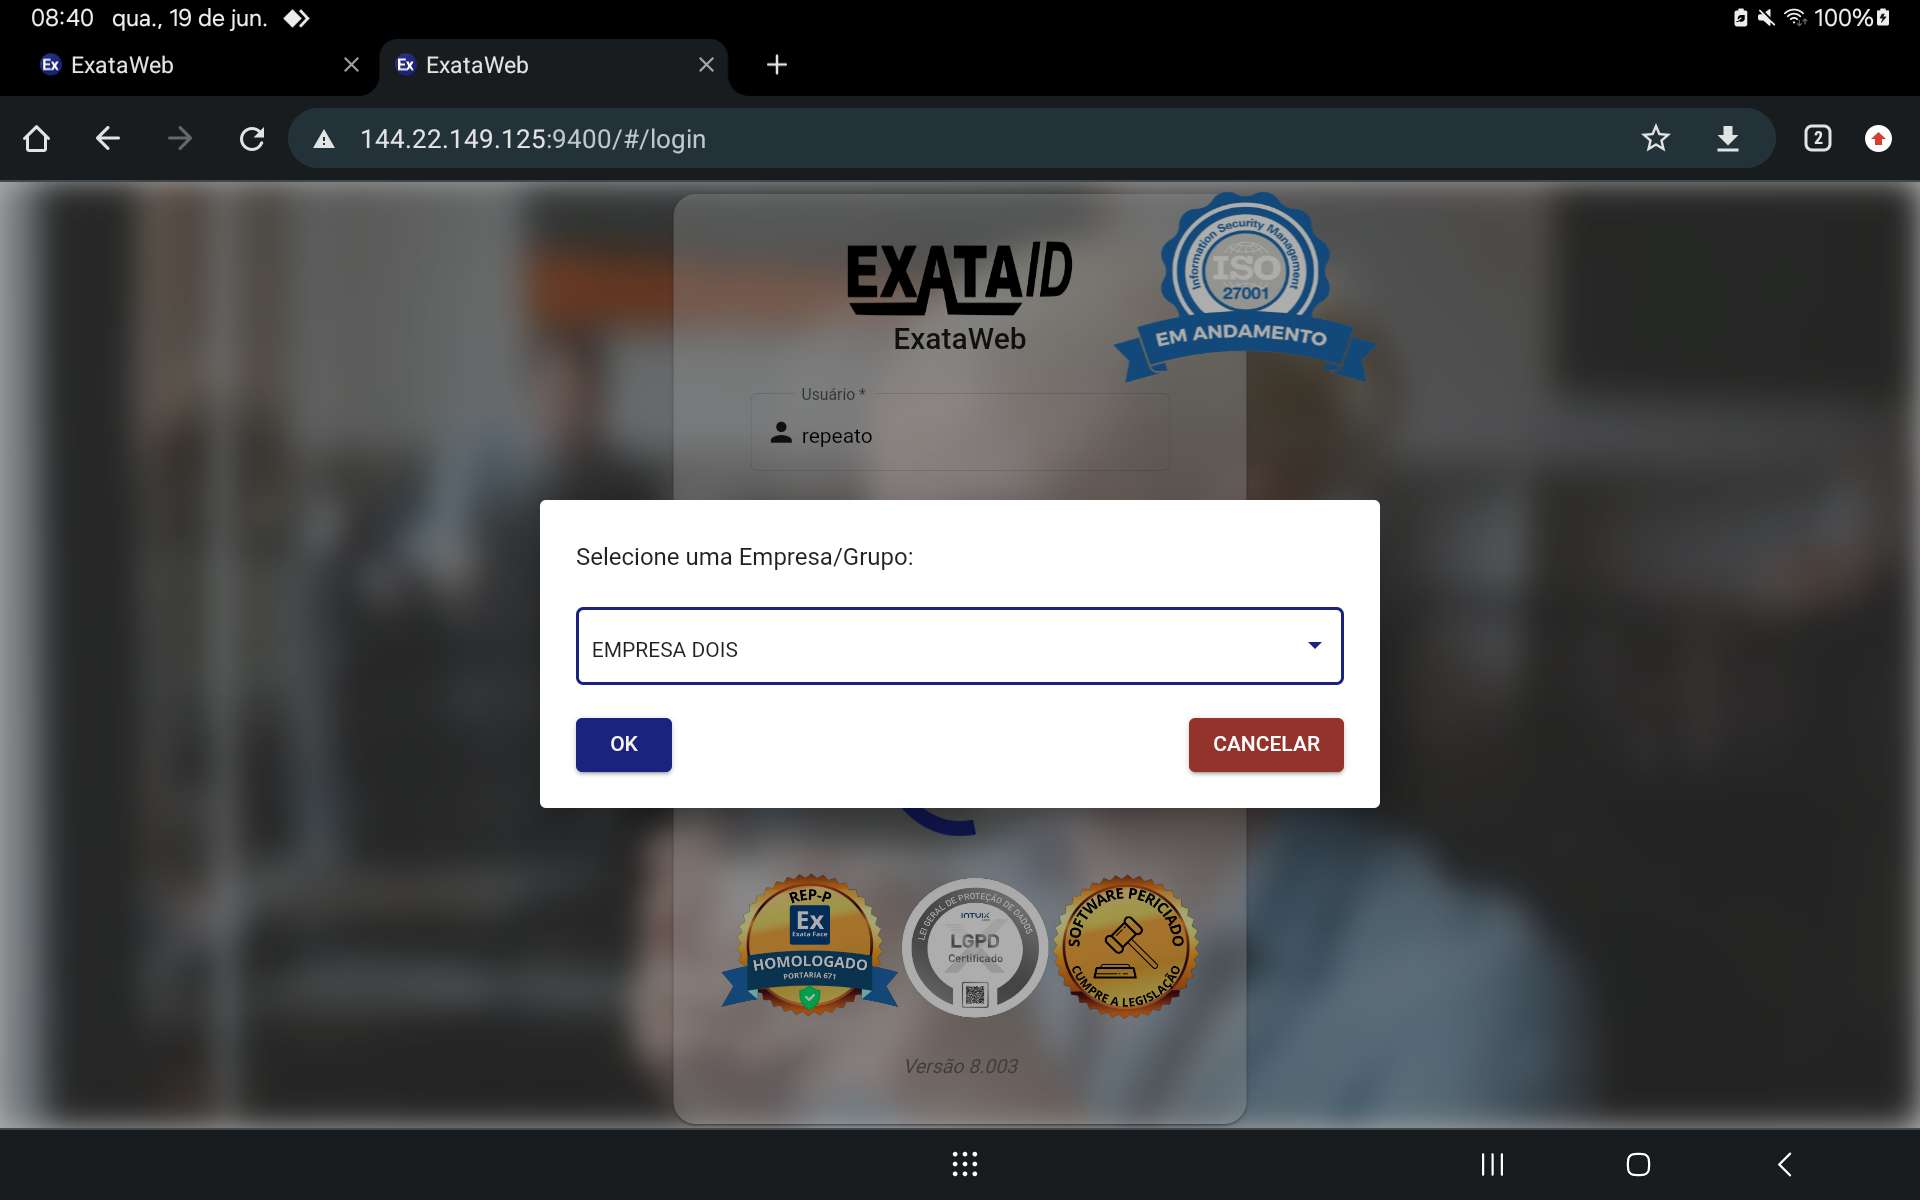 08:40 qua., 19 de jun. 100%
Ex ExataWeb
Ex ExataWeb
144.22.149.125:9400/#/login
2
EXATAID
ExataWeb
Information Security Management
ISO
27001
EM ANDAMENTO
Usuário *
repeato
Selecione uma Empresa/Grupo:
EMPRESA DOIS
OK
CANCELAR
REP-P
Ex
Exata Face
HOMOLOGADO
PORTARIA 671
LEI GERAL DE PROTEÇÃO DE DADOS
INTUIX
LGPD
Certificado
SOFTWARE PERICIADO
CUMPRE A LEGISLAÇÃO
Versão 8.003